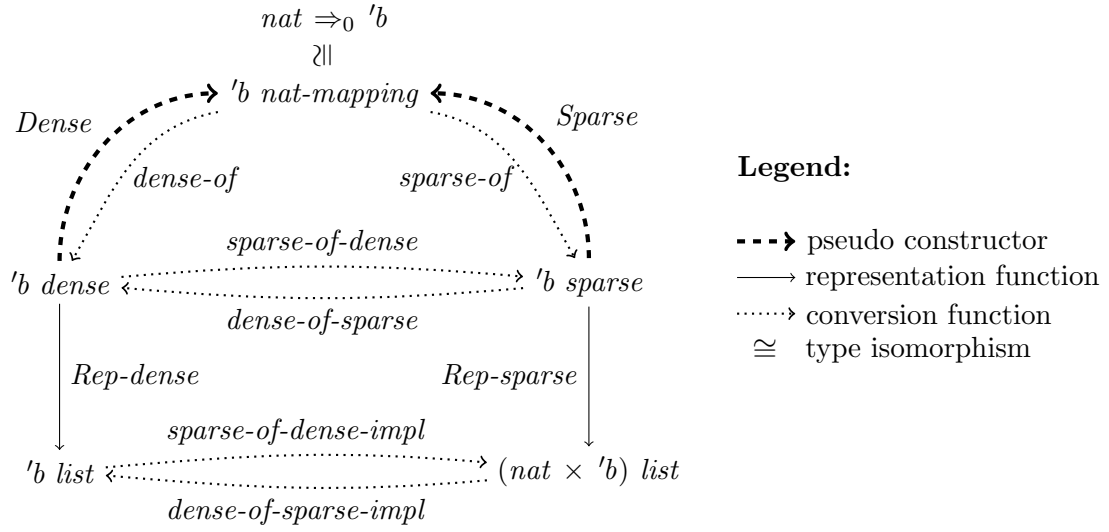 nat ⇒₀ 'b
≅
'b nat-mapping
Dense
Sparse
dense-of
sparse-of
sparse-of-dense
'b dense
'b sparse
dense-of-sparse
Rep-dense
Rep-sparse
sparse-of-dense-impl
'b list
(nat × 'b) list
dense-of-sparse-impl
Legend:
pseudo constructor
representation function
conversion function
≅ type isomorphism